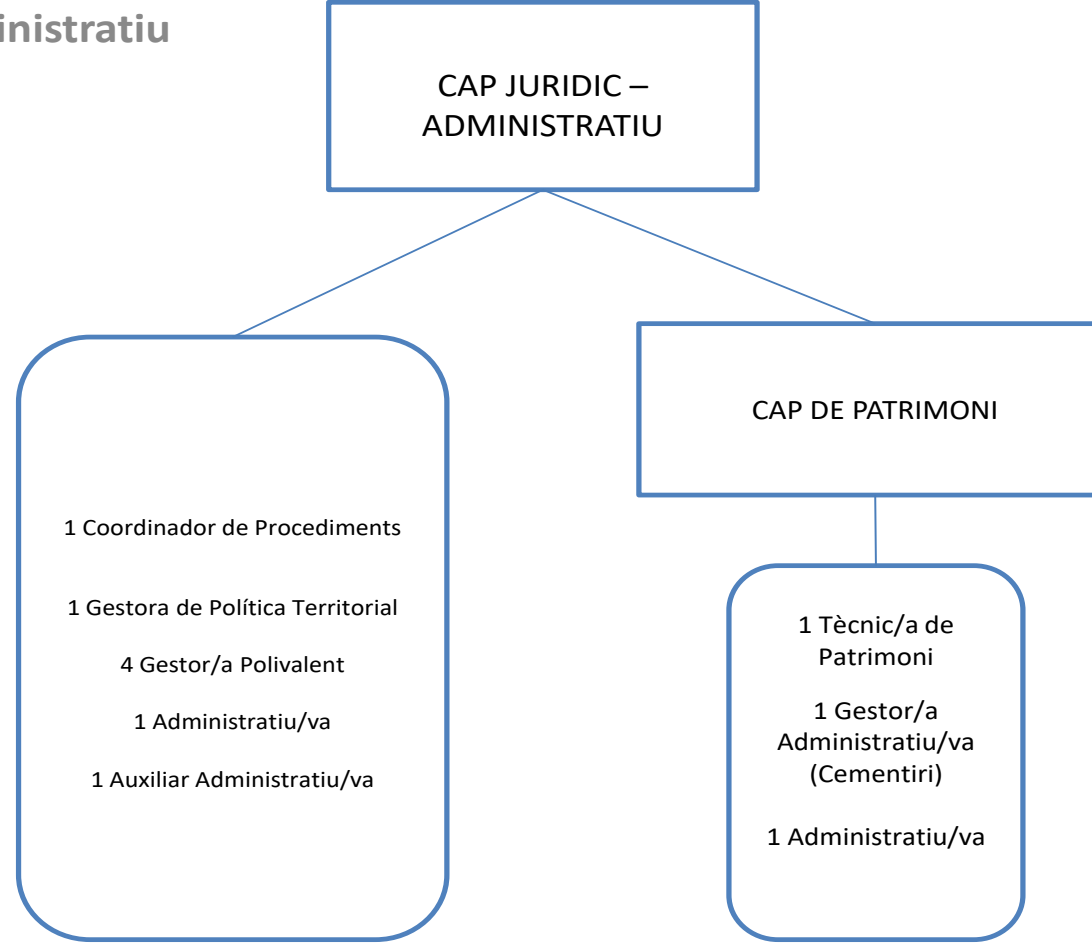 inistratiu
CAP JURIDIC –
ADMINISTRATIU
CAP DE PATRIMONI
1 Coordinador de Procediments
1 Gestora de Política Territorial
4 Gestor/a Polivalent
1 Administratiu/va
1 Auxiliar Administratiu/va
1 Tècnic/a de
Patrimoni
1 Gestor/a
Administratiu/va
(Cementiri)
1 Administratiu/va